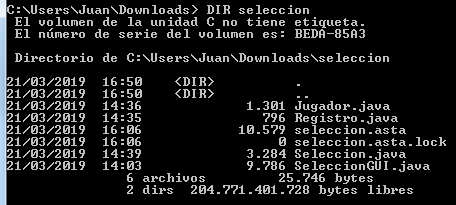 C:\Users\Juan\Downloads> DIR seleccion
El volumen de la unidad C no tiene etiqueta.
El número de serie del volumen es: BEDA-85A3
Directorio de C:\Users\Juan\Downloads\seleccion
21/03/2019 16:50 <DIR> .
21/03/2019 16:50 <DIR> ..
21/03/2019 14:36 1.301 Jugador.java
21/03/2019 14:35 796 Registro.java
21/03/2019 16:06 10.579 seleccion.asta
21/03/2019 16:06 0 seleccion.asta.lock
21/03/2019 14:39 3.284 Seleccion.java
21/03/2019 14:03 9.786 SeleccionGUI.java
6 archivos 25.746 bytes
2 dirs 204.771.401.728 bytes libres